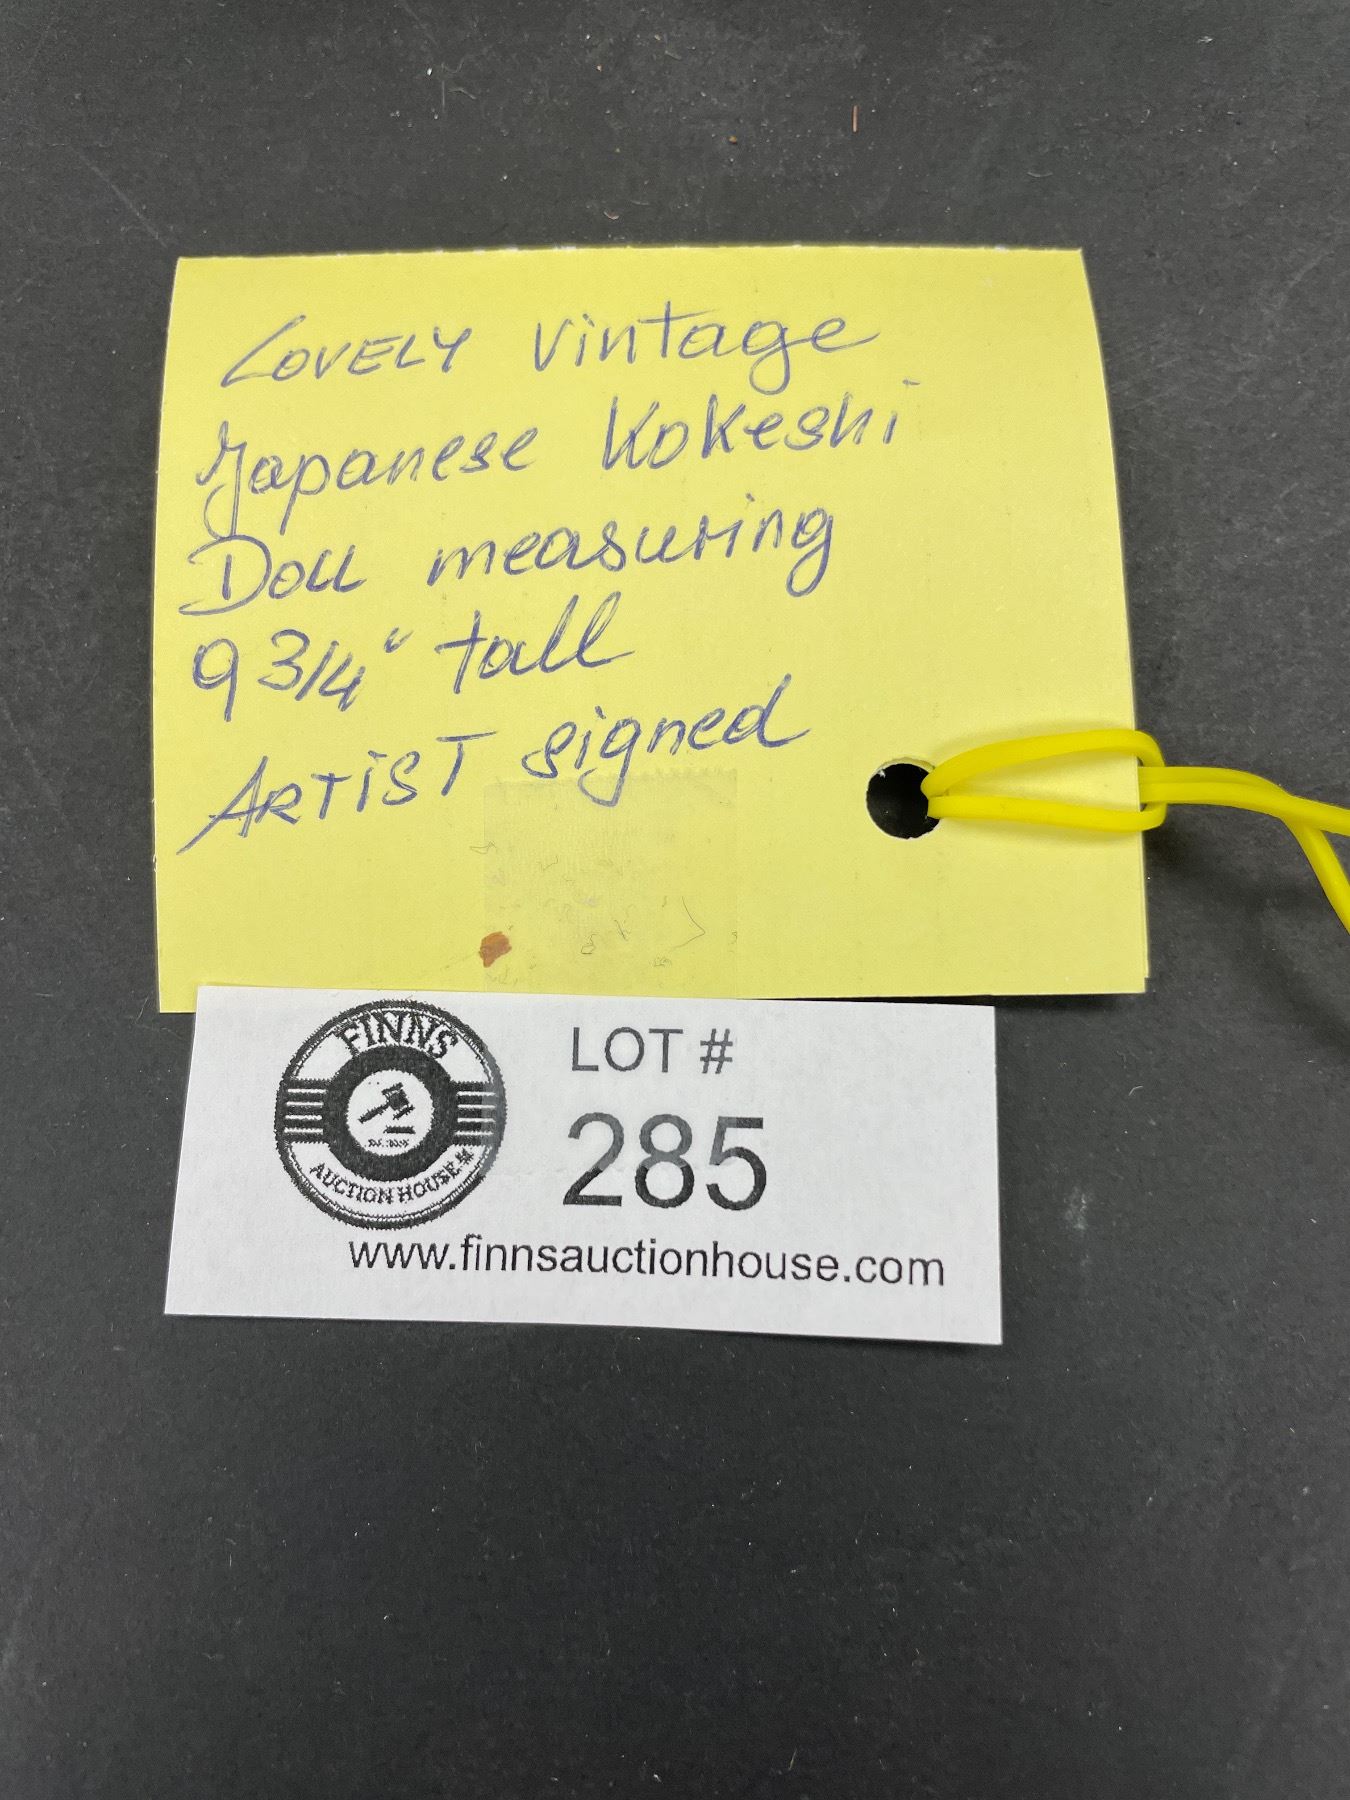 LOVELY Vintage
Japanese Kokeshi
Doll measuring
9 3/4" tall
ARTiST signed
FINNS
AUCTION HOUSE
LOT #
285
www.finnsauctionhouse.com